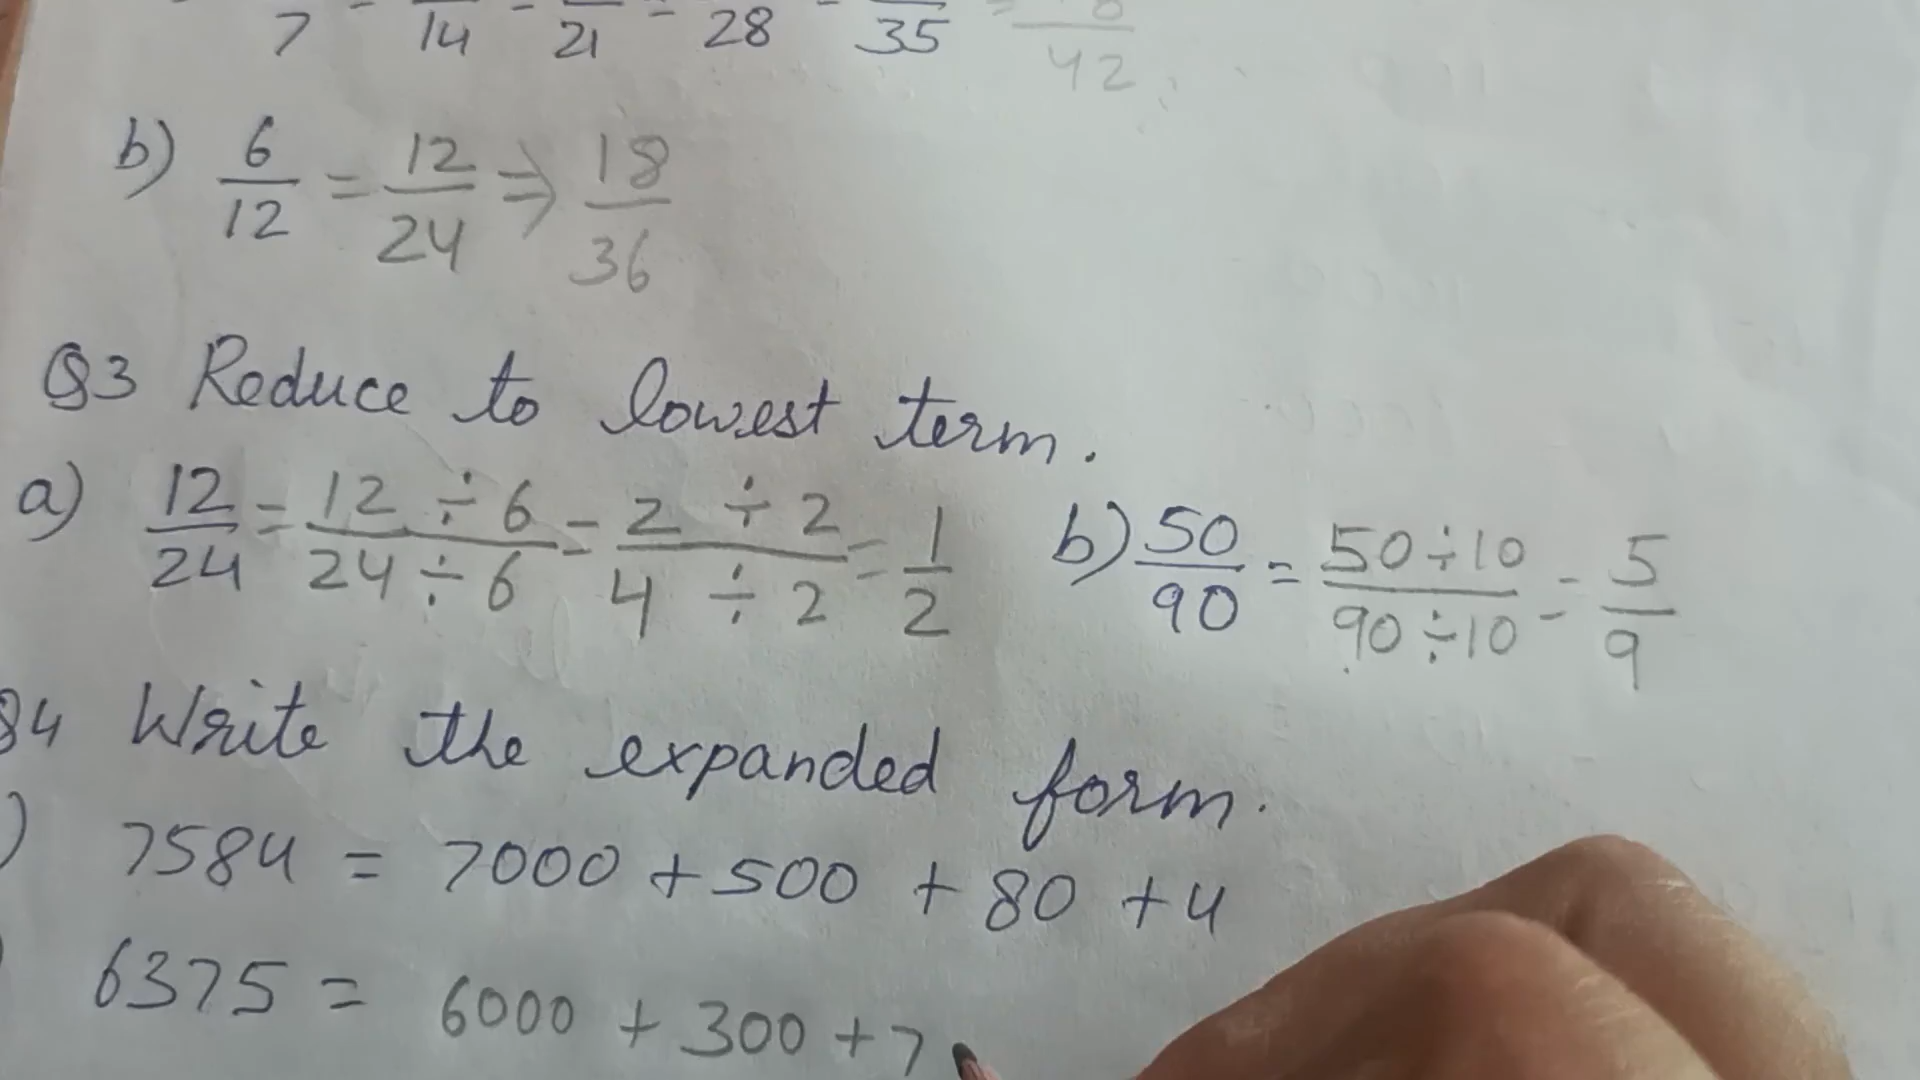 7 = 14 = 21 = 28 = 35 = 42
b) 6/12 = 12/24 => 18/36
Q3 Reduce to lowest term.
a) 12/24 = 12 ÷ 6/24 ÷ 6 = 2 ÷ 2/4 ÷ 2 = 1/2 b) 50/90 = 50÷10/90÷10 = 5/9
Q4 Write the expanded form.
) 7584 = 7000 + 500 + 80 + 4
) 6375 = 6000 + 300 + 7